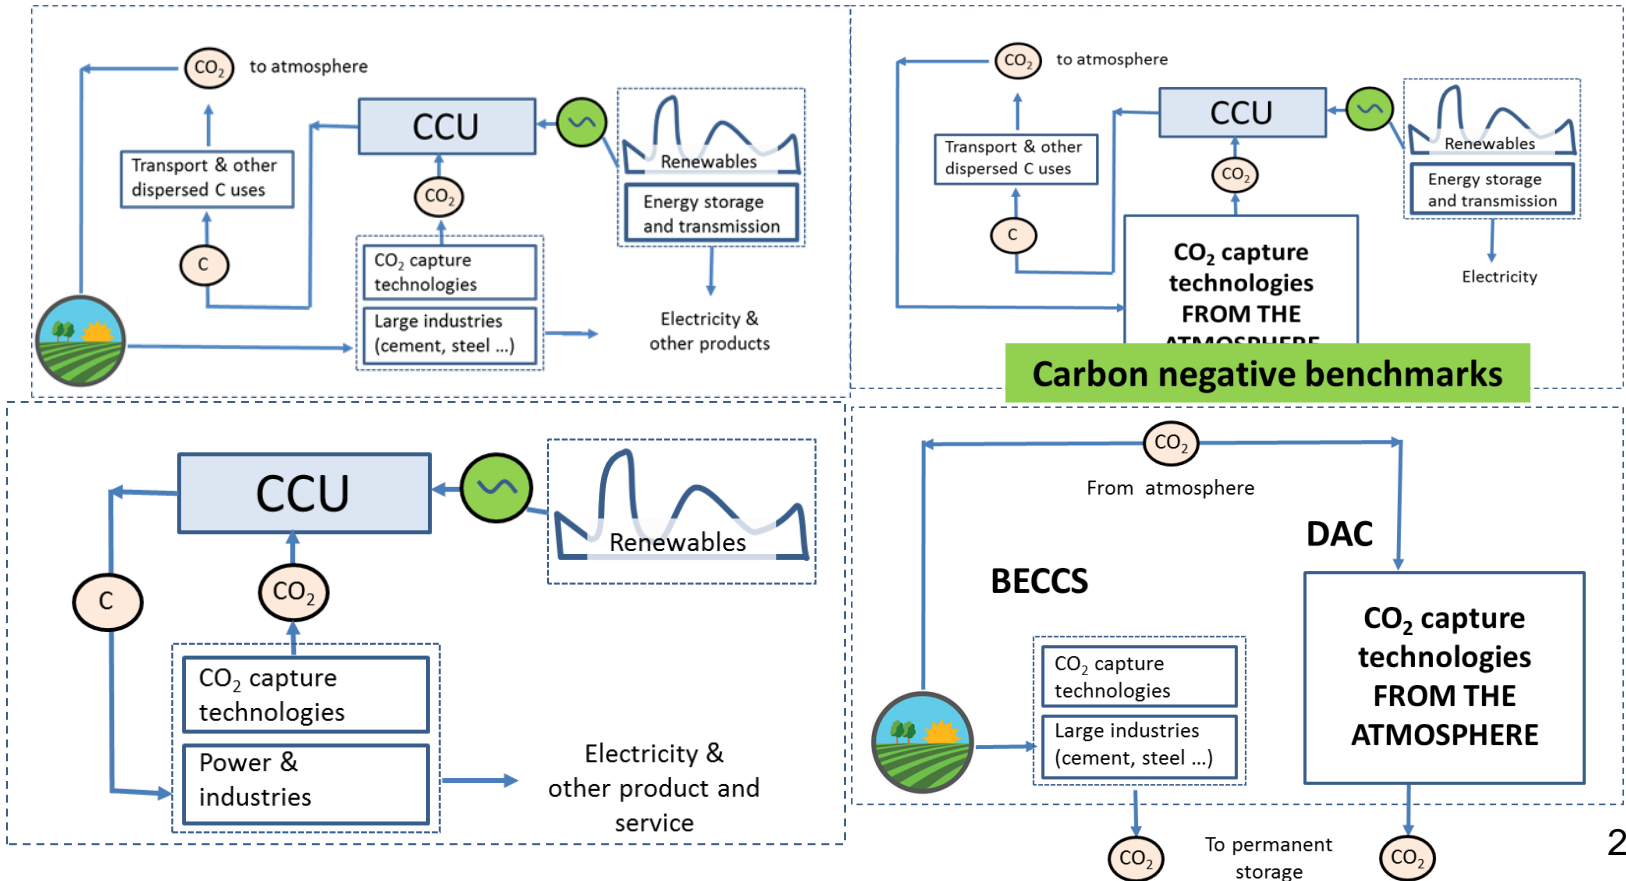 CO₂ to atmosphere
CCU
Renewables
Transport & other
dispersed C uses
CO₂
Energy storage
and transmission
C
CO₂ capture
technologies
Large industries
(cement, steel ...)
Electricity &
other products
CO₂ to atmosphere
CCU
Renewables
Transport & other
dispersed C uses
CO₂
Energy storage
and transmission
C
CO₂ capture
technologies
FROM THE
ATMOSPHERE
Electricity
Carbon negative benchmarks
CCU
Renewables
C
CO₂
CO₂ capture
technologies
Power &
industries
Electricity &
other product and
service
CO₂
From atmosphere
DAC
BECCS
CO₂ capture
technologies
Large industries
(cement, steel ...)
CO₂ capture
technologies
FROM THE
ATMOSPHERE
CO₂
To permanent
storage
CO₂
2